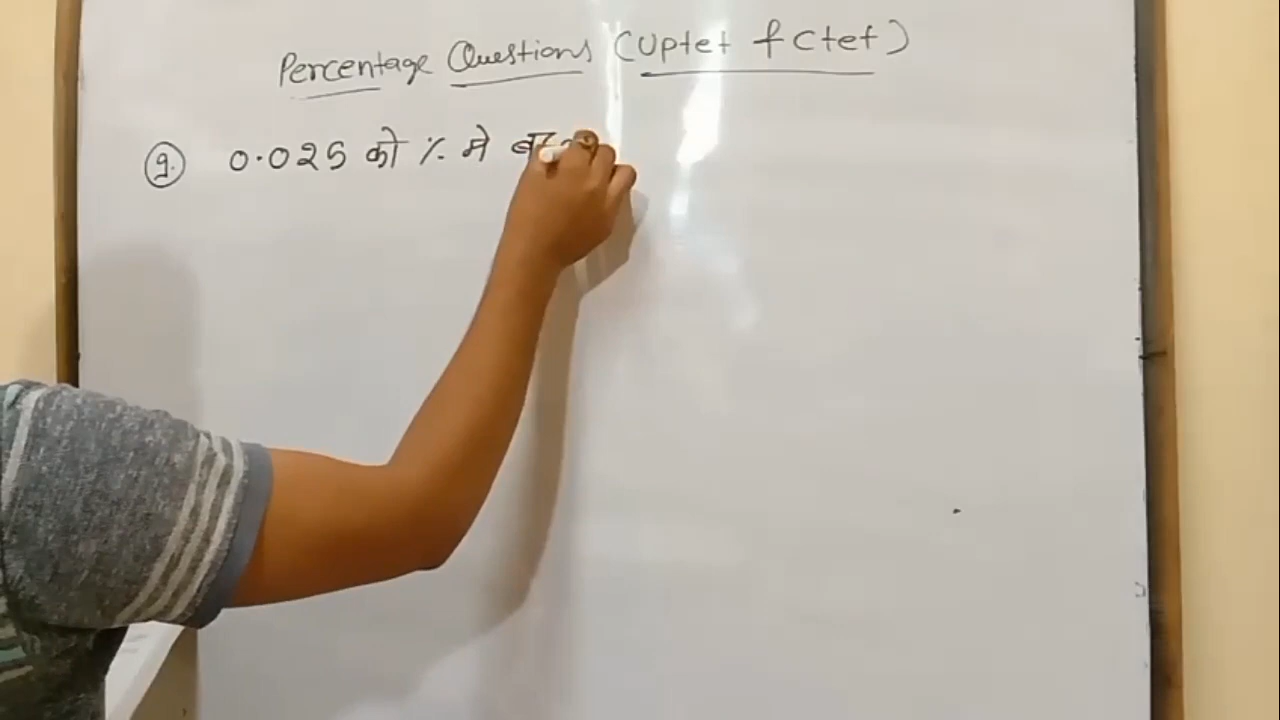 Percentage Questions (Uptet & Ctet)
9. 0.025 को % मे